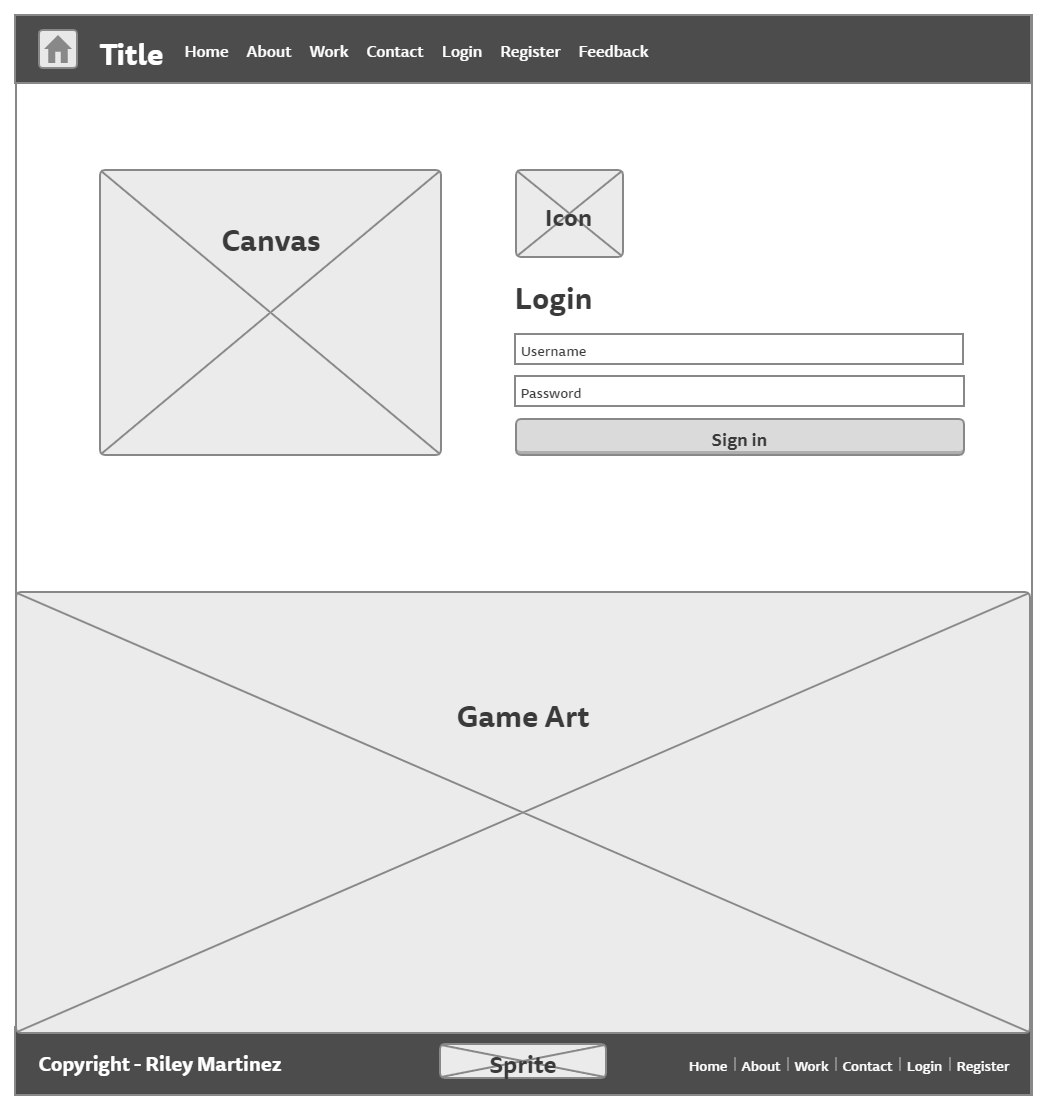 Title Home About Work Contact Login Register Feedback
Canvas
Icon
Login
Username
Password
Sign in
Game Art
Copyright - Riley Martinez
Sprite
Home About Work Contact Login Register